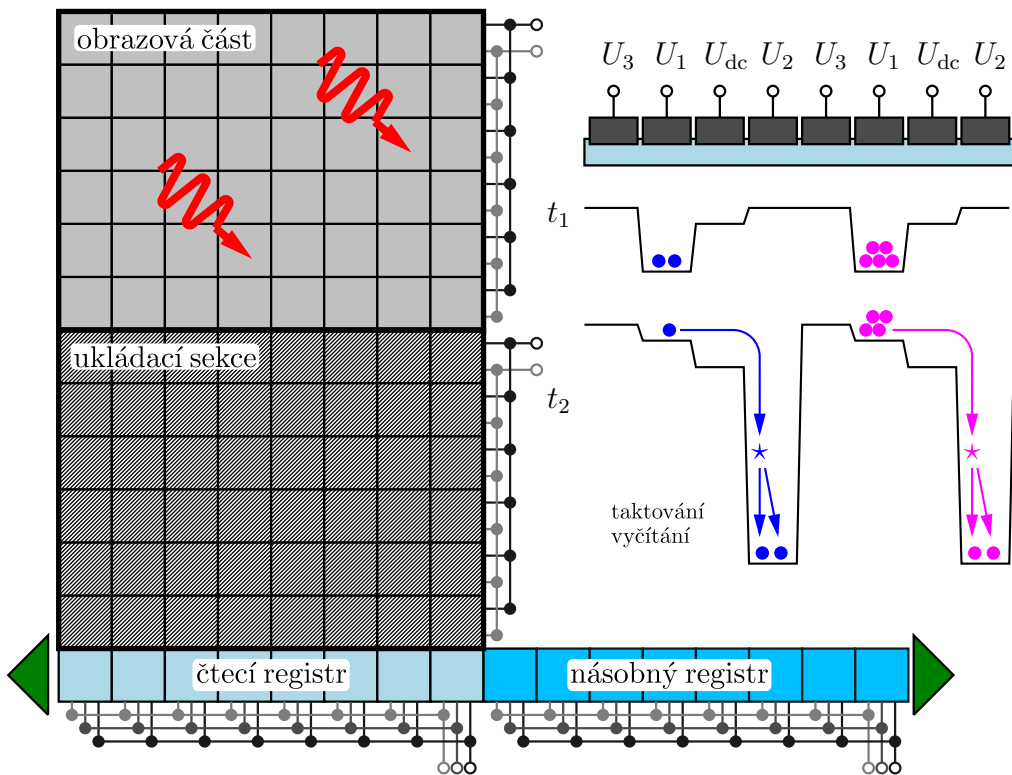 obrazová část
U3 U1 Udc U2 U3 U1 Udc U2
t1
ukládací sekce
t2
taktování
vyčítání
čtecí registr
násobný registr